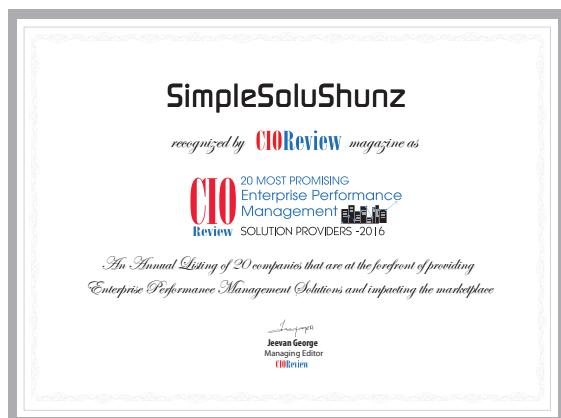 SimpleSoluShunz
recognized by CIOReview magazine as
CIO Review
20 MOST PROMISING
Enterprise Performance
Management
SOLUTION PROVIDERS -2016
An Annual Listing of 20 companies that are at the forefront of providing
Enterprise Performance Management Solutions and impacting the marketplace
Jeevan George
Managing Editor
CIOReview